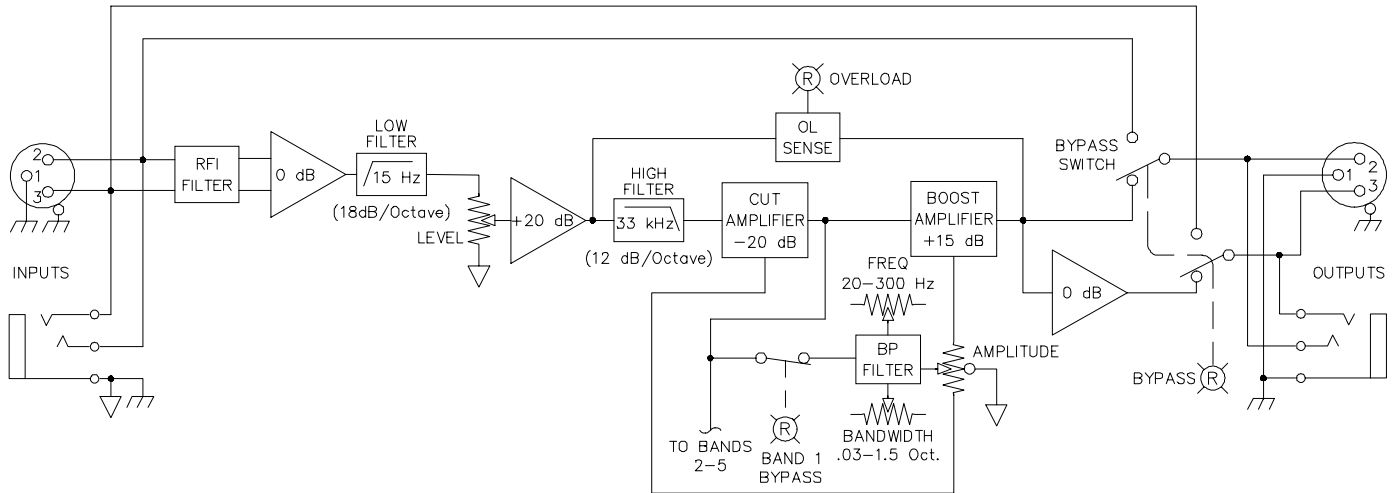 OVERLOAD
R
OL
SENSE
LOW
FILTER
15 Hz
(18dB/Octave)
RFI
FILTER
0 dB
LEVEL
+20 dB
HIGH
FILTER
33 kHz
(12 dB/Octave)
CUT
AMPLIFIER
−20 dB
BOOST
AMPLIFIER
+15 dB
BYPASS
SWITCH
2
1
3
2
1
3
INPUTS
OUTPUTS
FREQ
20−300 Hz
0 dB
BP
FILTER
AMPLITUDE
BYPASS
R
R
TO BANDS
2−5
BAND 1
BYPASS
BANDWIDTH
.03−1.5 Oct.